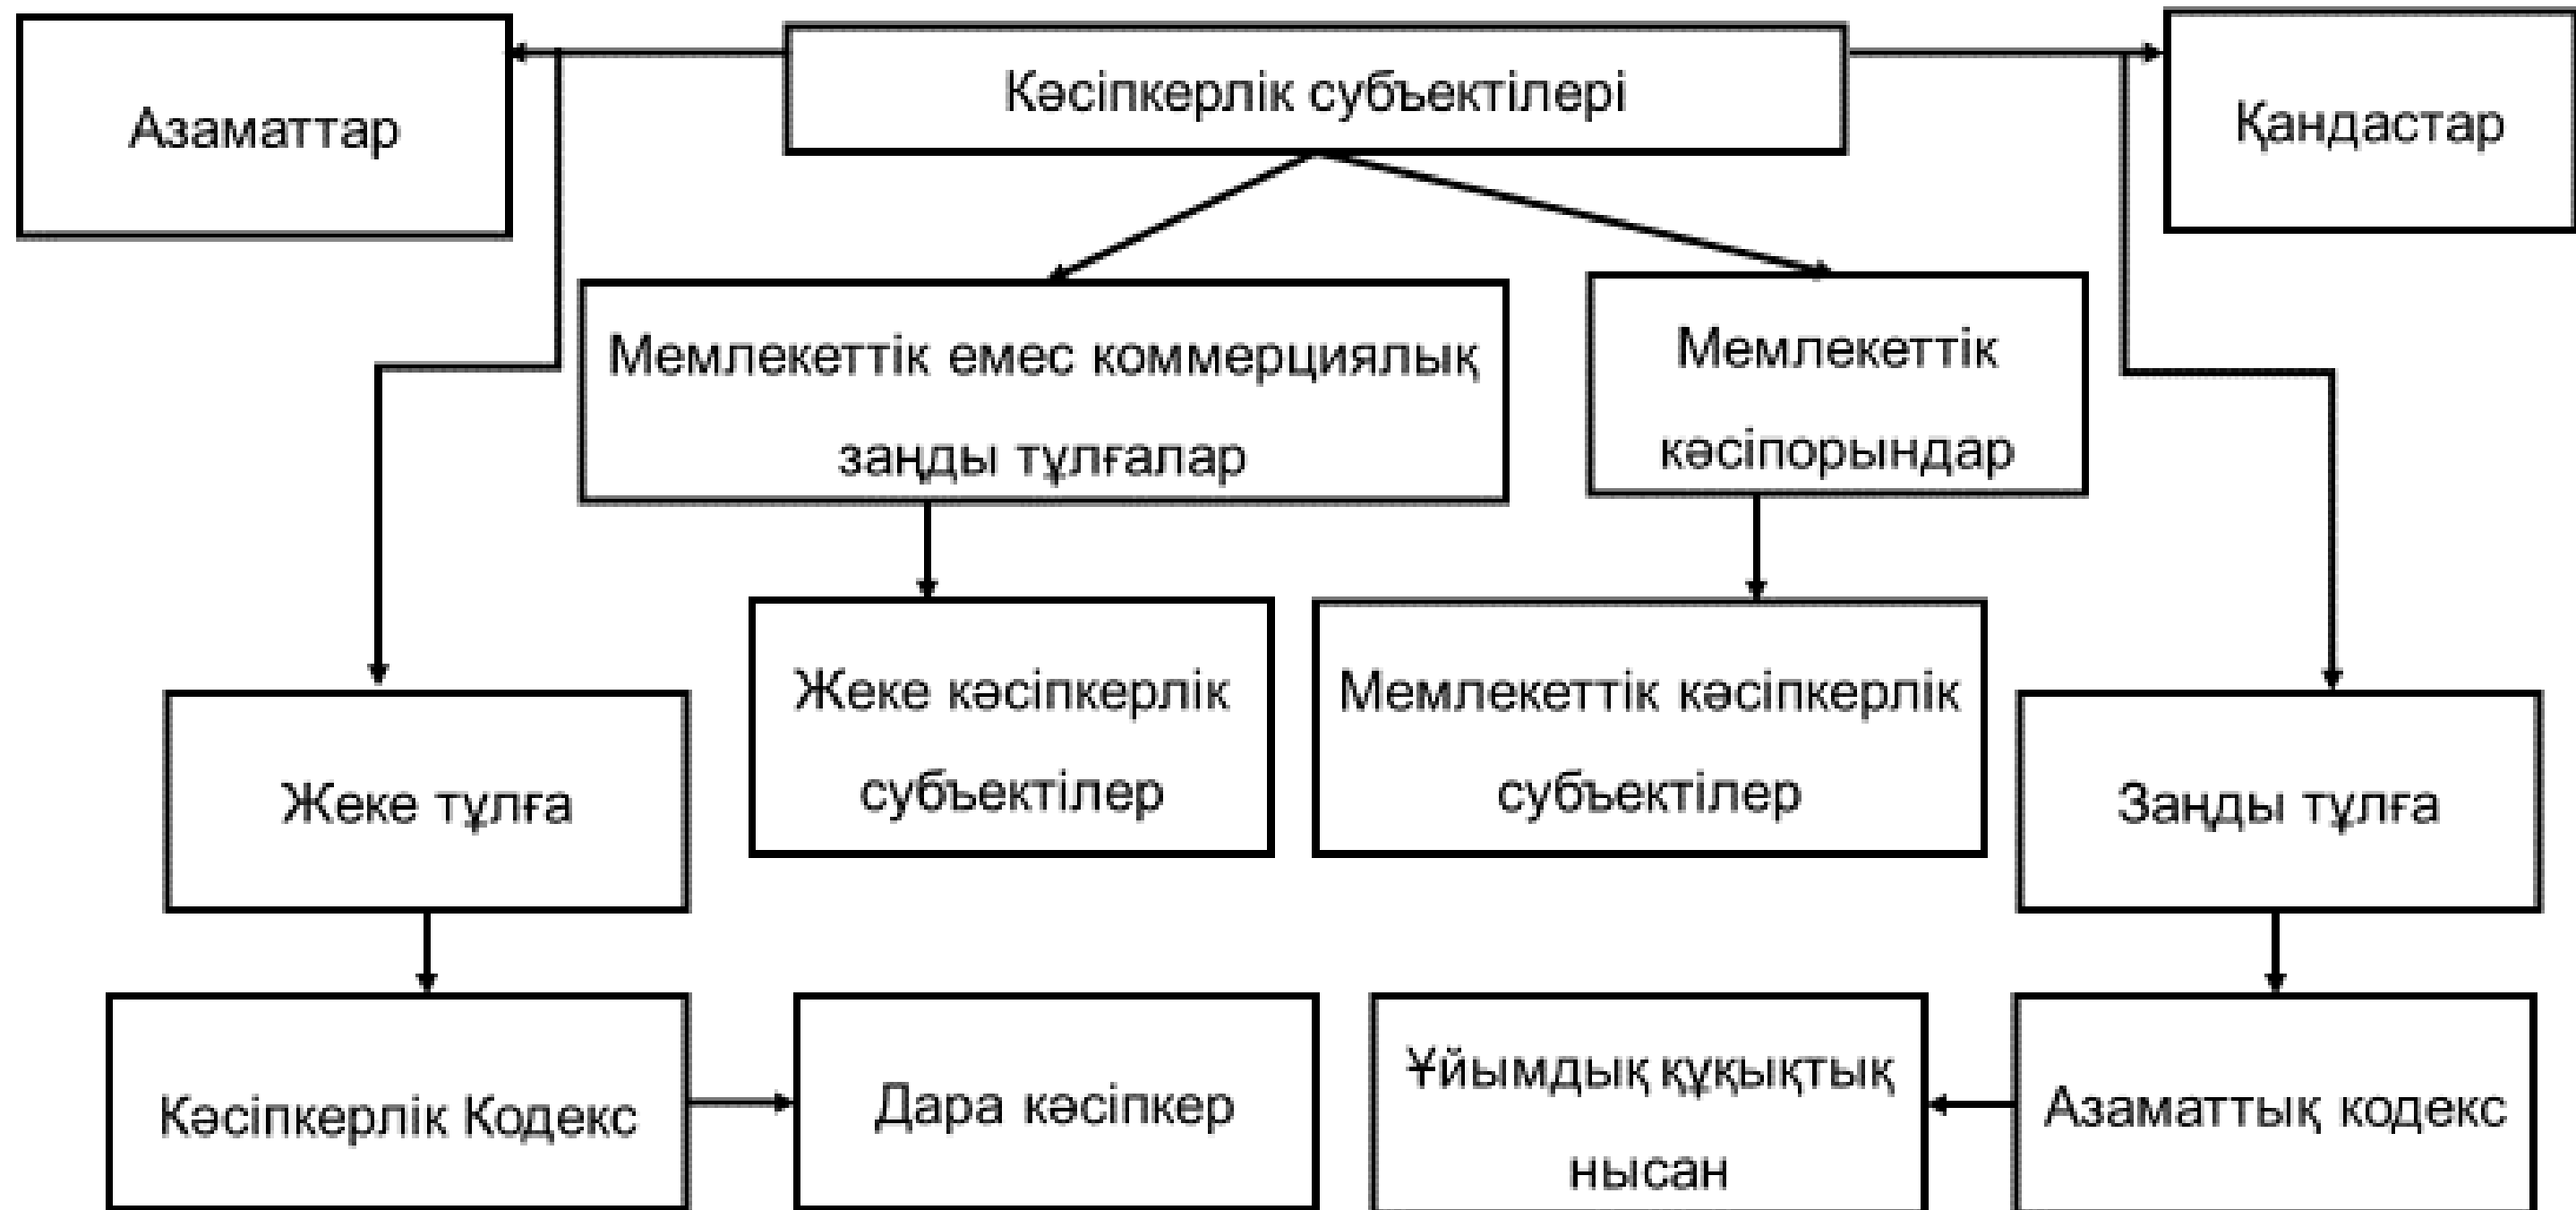 Азаматтар
Кәсіпкерлік субъектілері
Қандастар
Мемлекеттік емес коммерциялық
заңды тұлғалар
Мемлекеттік
кәсіпорындар
Жеке кәсіпкерлік
субъектілер
Мемлекеттік кәсіпкерлік
субъектілер
Жеке тұлға
Заңды тұлға
Кәсіпкерлік Кодекс
Дара кәсіпкер
Ұйымдық құқықтық
нысан
Азаматтық кодекс